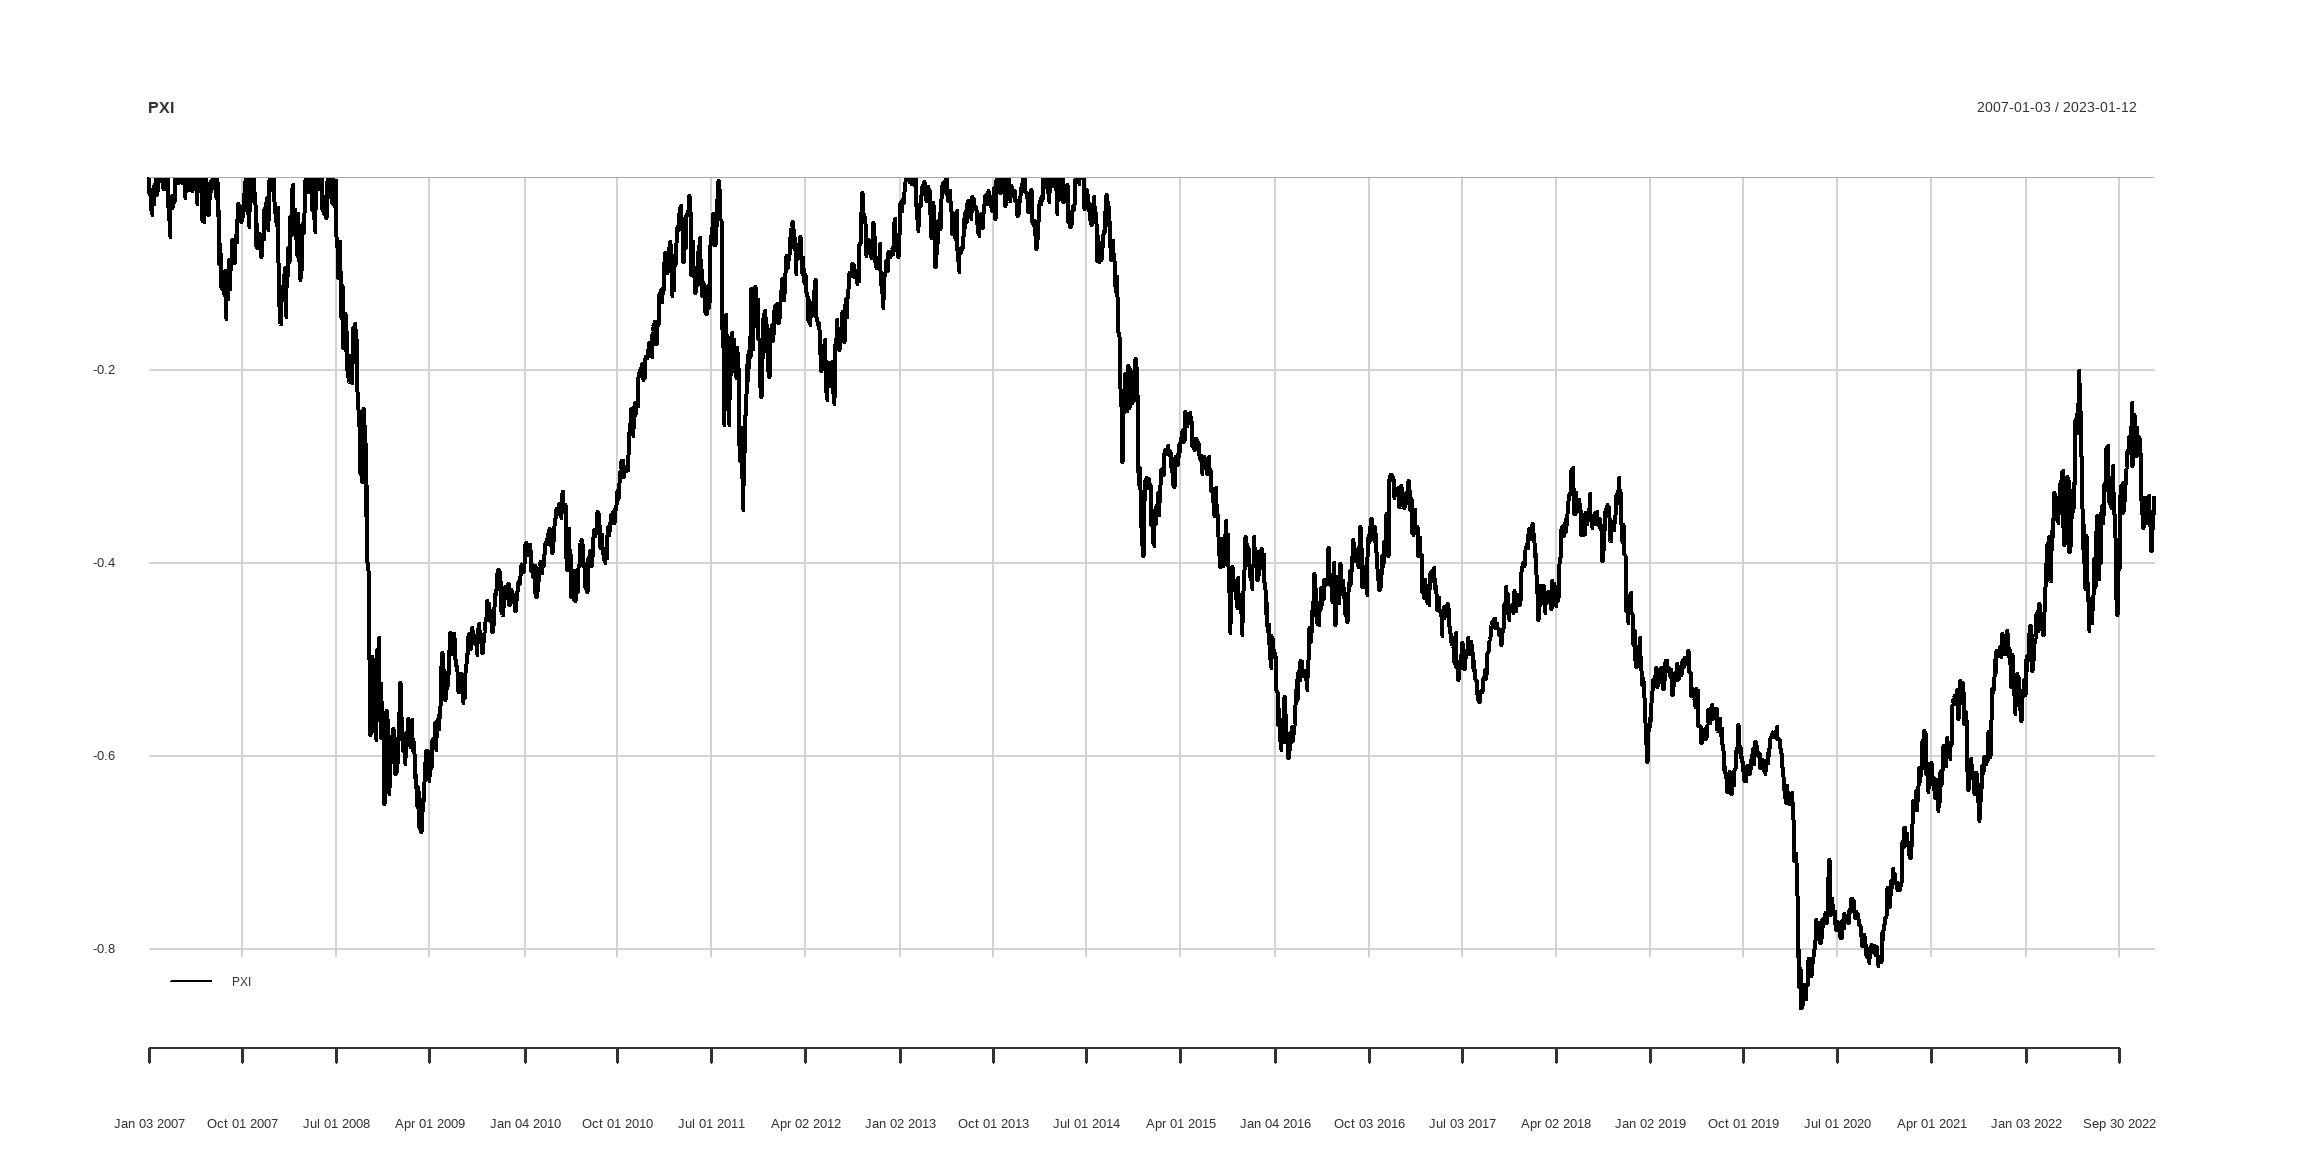 PXI
2007-01-03 / 2023-01-12
-0.2
-0.4
-0.6
-0.8
PXI
Jan 03 2007 Oct 01 2007 Jul 01 2008 Apr 01 2009 Jan 04 2010 Oct 01 2010 Jul 01 2011 Apr 02 2012 Jan 02 2013 Oct 01 2013 Jul 01 2014 Apr 01 2015 Jan 04 2016 Oct 03 2016 Jul 03 2017 Apr 02 2018 Jan 02 2019 Oct 01 2019 Jul 01 2020 Apr 01 2021 Jan 03 2022 Sep 30 2022